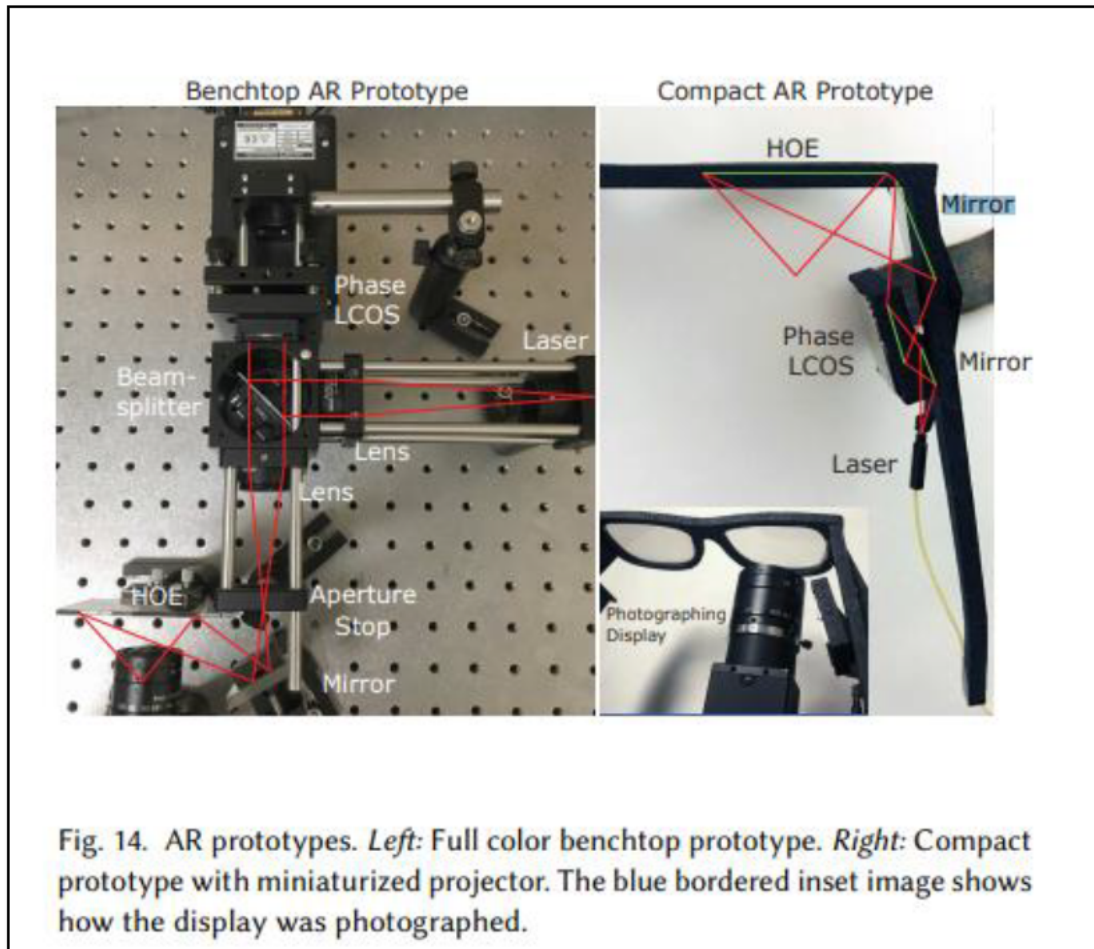 Benchtop AR Prototype
Compact AR Prototype
Phase
LCOS
Laser
Beam-
splitter
Lens
Lens
HOE
Aperture
Stop
Mirror
HOE
Mirror
Phase
LCOS
Mirror
Laser
Photographing
Display
Fig. 14. AR prototypes. Left: Full color benchtop prototype. Right: Compact
prototype with miniaturized projector. The blue bordered inset image shows
how the display was photographed.